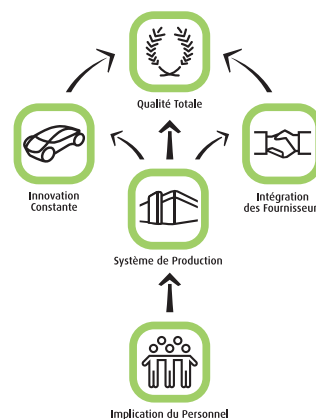 Qualité Totale
Innovation
Constante
Intégration
des Fournisseur
Système de Production
Implication du Personnel